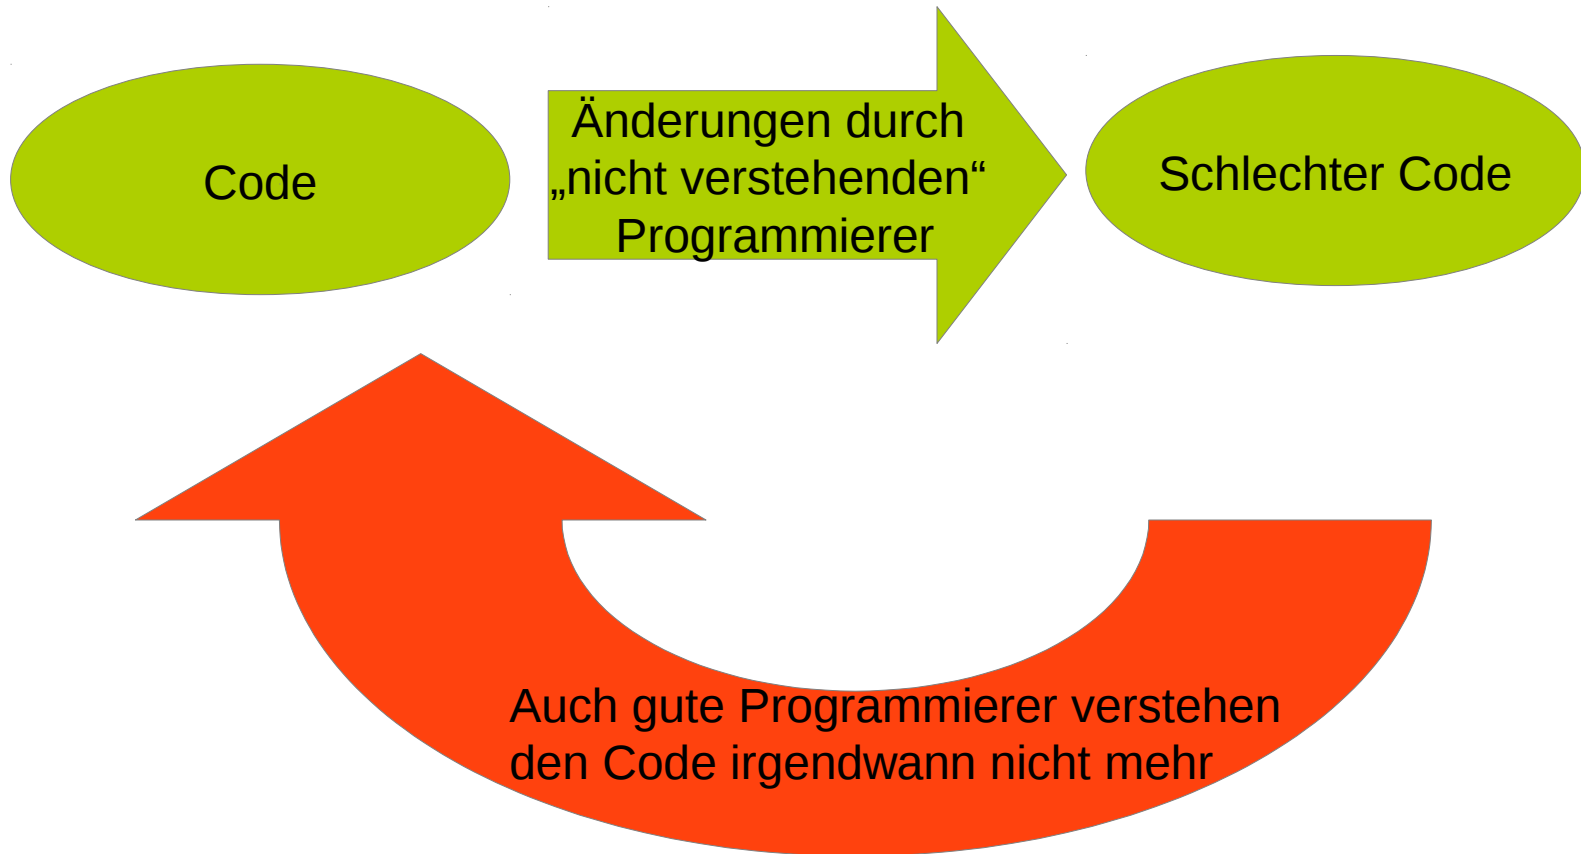 Code
Änderungen durch
„nicht verstehenden“
Programmierer
Schlechter Code
Auch gute Programmierer verstehen
den Code irgendwann nicht mehr